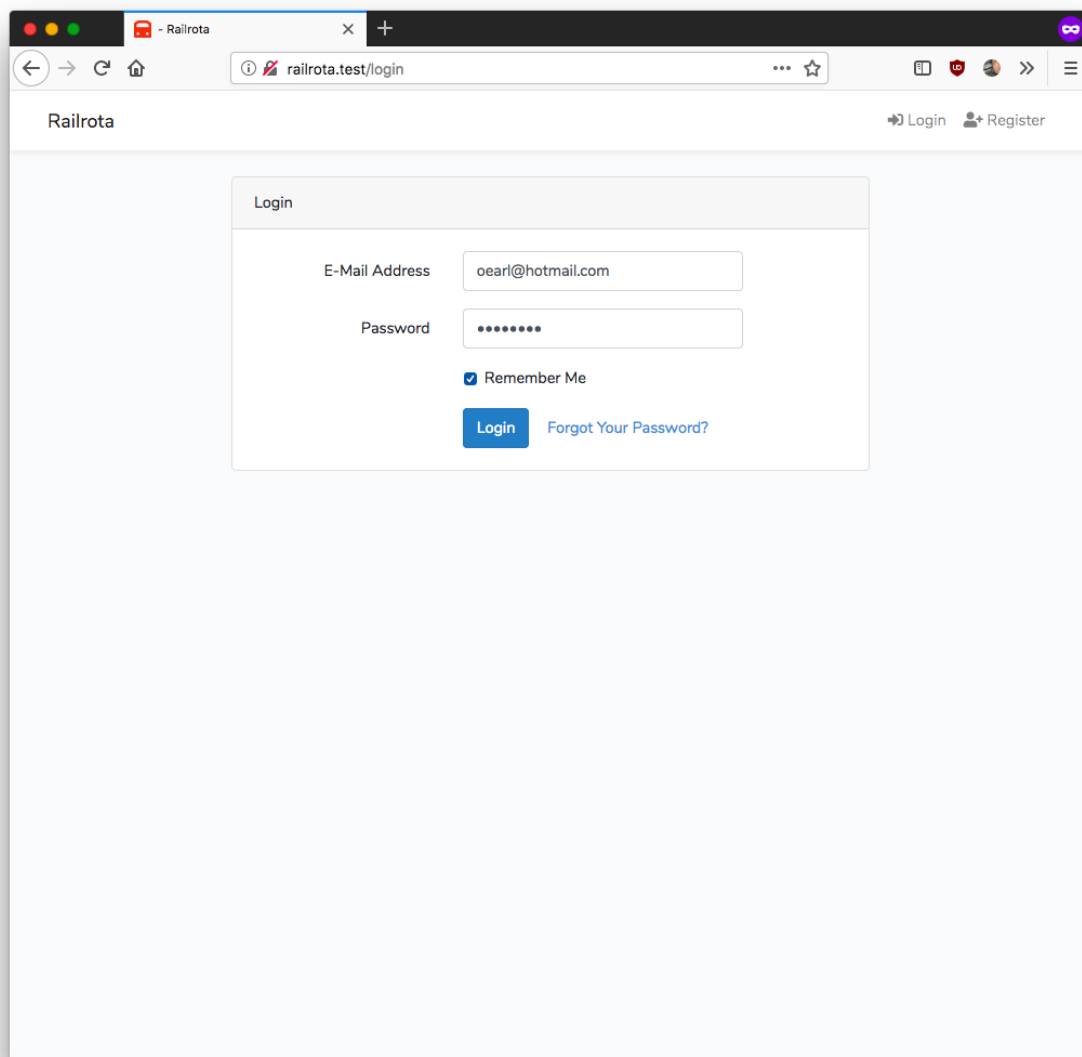 - Railrota
railrota.test/login
Railrota
Login
Register
Login
E-Mail Address
oearl@hotmail.com
Password
••••••••
Remember Me
Login
Forgot Your Password?